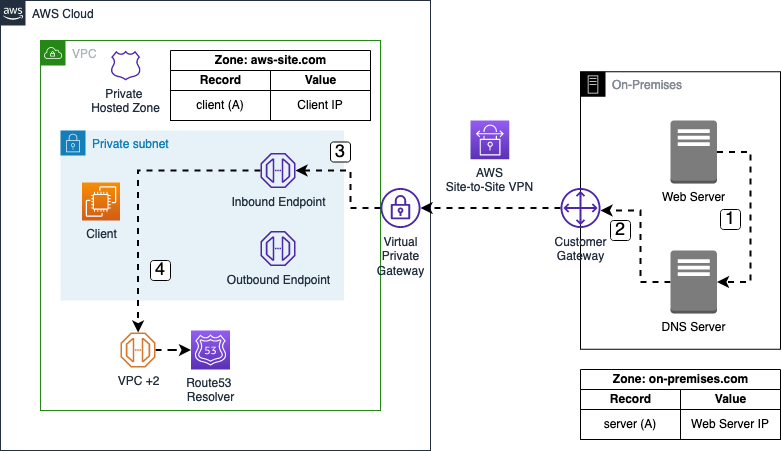 aws
AWS Cloud
VPC
Private
Hosted Zone
Zone: aws-site.com
Record Value
client (A) Client IP
Private subnet
Client
Inbound Endpoint
Outbound Endpoint
3
4
VPC +2
53
Route53
Resolver
Virtual
Private
Gateway
AWS
Site-to-Site VPN
Customer
Gateway
On-Premises
Web Server
1
2
DNS Server
Zone: on-premises.com
Record Value
server (A) Web Server IP